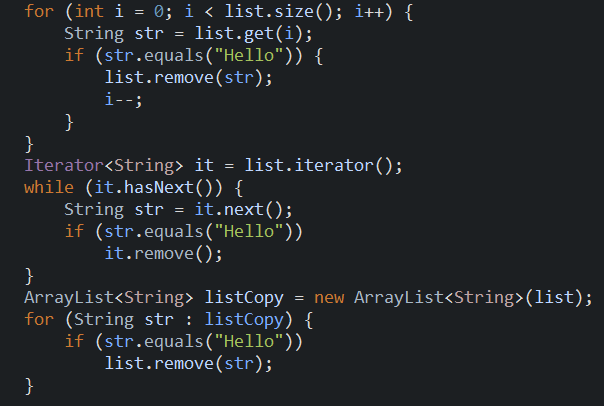 for (int i = 0; i < list.size(); i++) {
    String str = list.get(i);
    if (str.equals("Hello")) {
        list.remove(str);
        i--;
    }
}
Iterator<String> it = list.iterator();
while (it.hasNext()) {
    String str = it.next();
    if (str.equals("Hello"))
        it.remove();
}
ArrayList<String> listCopy = new ArrayList<String>(list);
for (String str : listCopy) {
    if (str.equals("Hello"))
        list.remove(str);
}